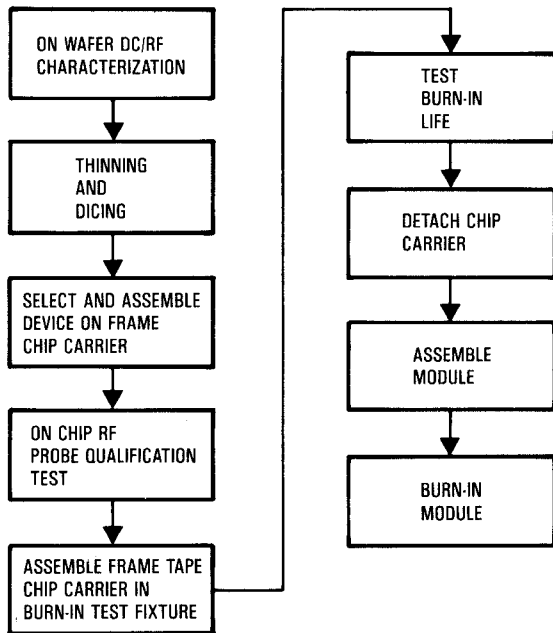 ON WAFER DC/RF
CHARACTERIZATION
THINNING
AND
DICING
SELECT AND ASSEMBLE
DEVICE ON FRAME
CHIP CARRIER
ON CHIP RF
PROBE QUALIFICATION
TEST
ASSEMBLE FRAME TAPE
CHIP CARRIER IN
BURN-IN TEST FIXTURE
TEST
BURN-IN
LIFE
DETACH CHIP
CARRIER
ASSEMBLE
MODULE
BURN-IN
MODULE